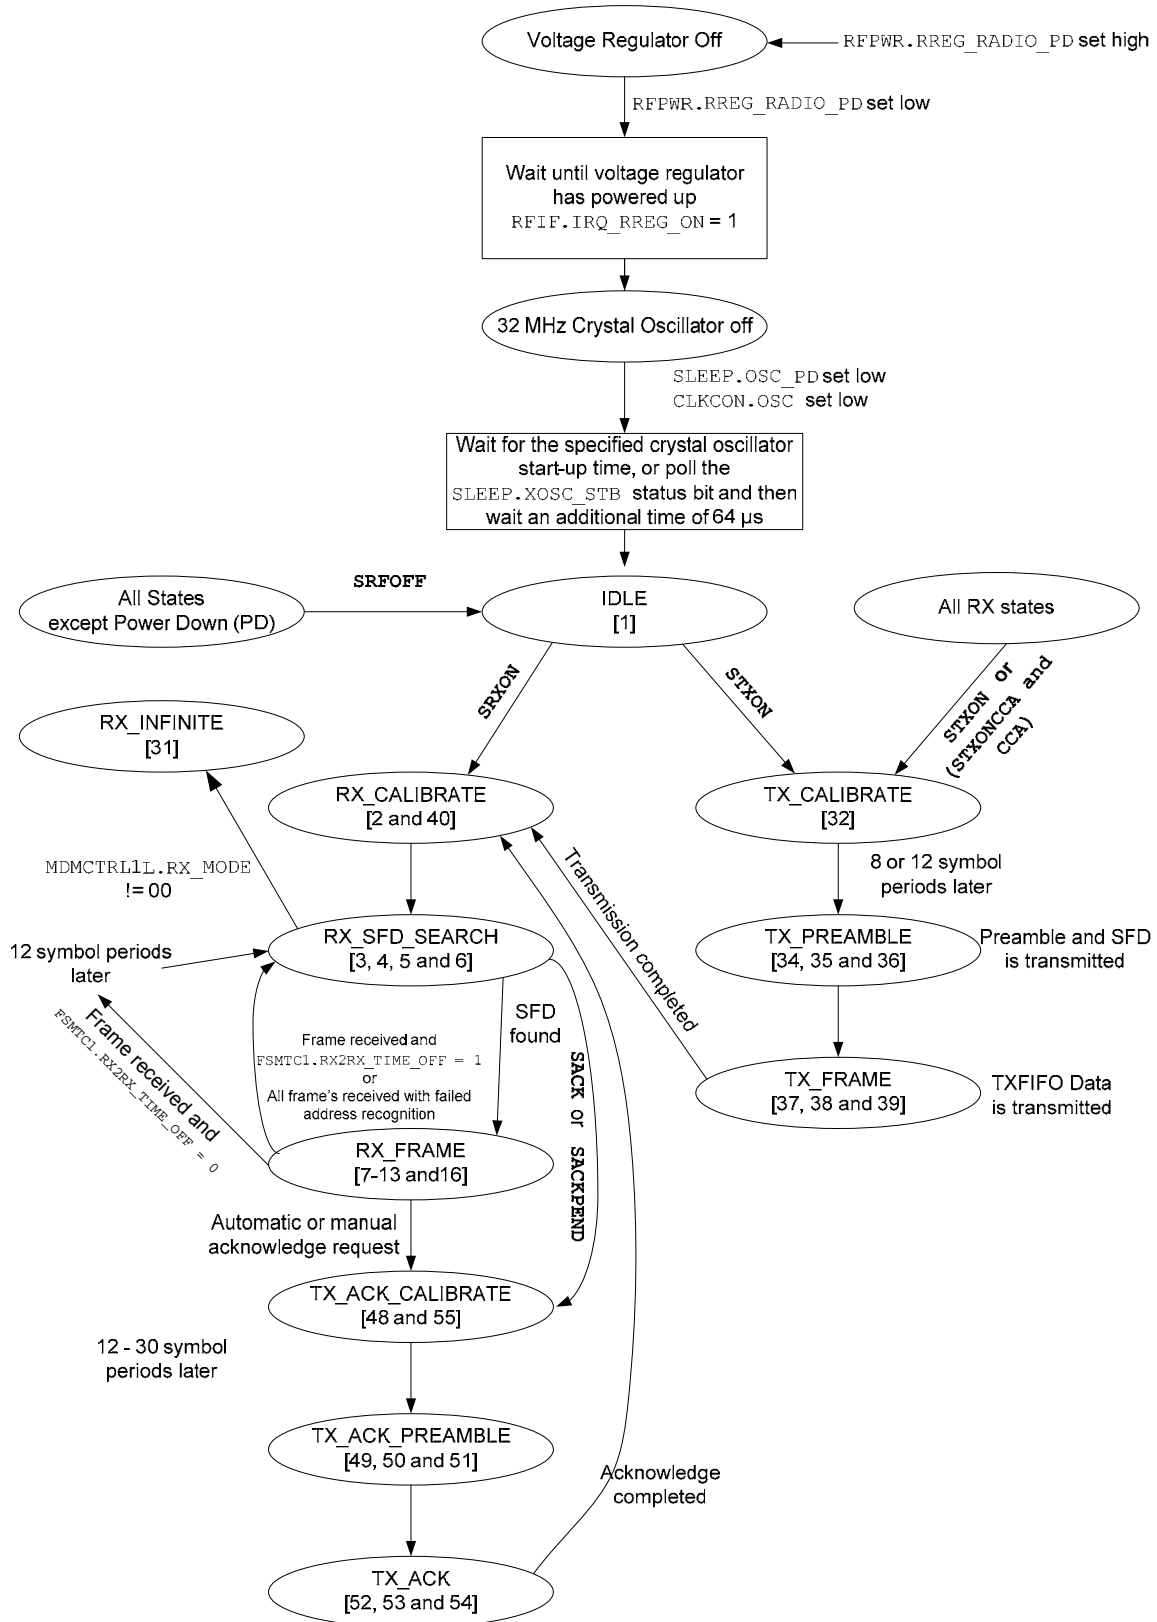 Voltage Regulator Off
RFPWR.RREG_RADIO_PD set high
RFPWR.RREG_RADIO_PD set low
Wait until voltage regulator
has powered up
RFIF.IRQ_RREG_ON = 1
32 MHz Crystal Oscillator off
SLEEP.OSC_PD set low
CLKCON.OSC set low
Wait for the specified crystal oscillator
start-up time, or poll the
SLEEP.XOSC_STB status bit and then
wait an additional time of 64 µs
SRFOFF
All States
except Power Down (PD)
IDLE
[1]
All RX states
SRXON
STXON
STXON or
(STXONCCA and
CCA)
RX_INFINITE
[31]
RX_CALIBRATE
[2 and 40]
TX_CALIBRATE
[32]
MDMCTRL1L.RX_MODE
!= 00
Transmission completed
8 or 12 symbol
periods later
12 symbol periods
later
RX_SFD_SEARCH
[3, 4, 5 and 6]
TX_PREAMBLE
[34, 35 and 36]
Preamble and SFD
is transmitted
Frame received and
FSMTC1.RX2RX_TIME_OFF = 0
Frame received and
FSMTC1.RX2RX_TIME_OFF = 1
or
All frame's received with failed
address recognition
SFD
found
SACK or SACKPEND
TX_FRAME
[37, 38 and 39]
TXFIFO Data
is transmitted
RX_FRAME
[7-13 and16]
Automatic or manual
acknowledge request
TX_ACK_CALIBRATE
[48 and 55]
12 - 30 symbol
periods later
TX_ACK_PREAMBLE
[49, 50 and 51]
Acknowledge
completed
TX_ACK
[52, 53 and 54]